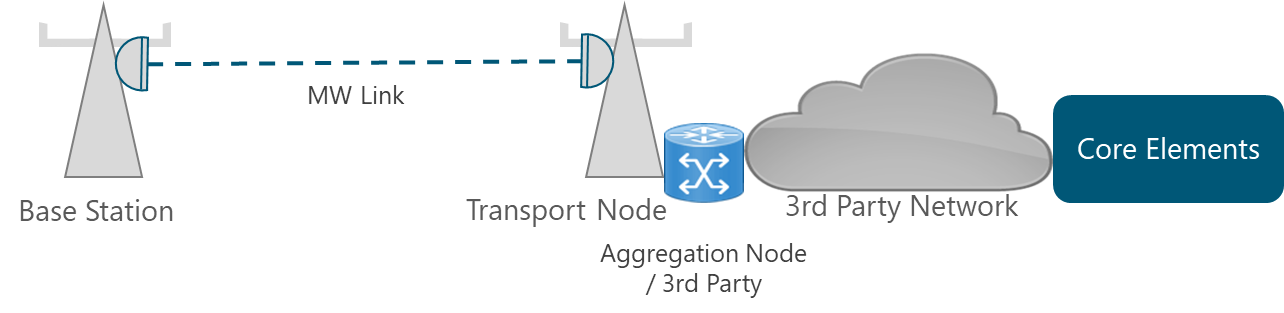 MW Link
Core Elements
Base Station
Transport Node
3rd Party Network
Aggregation Node
/ 3rd Party